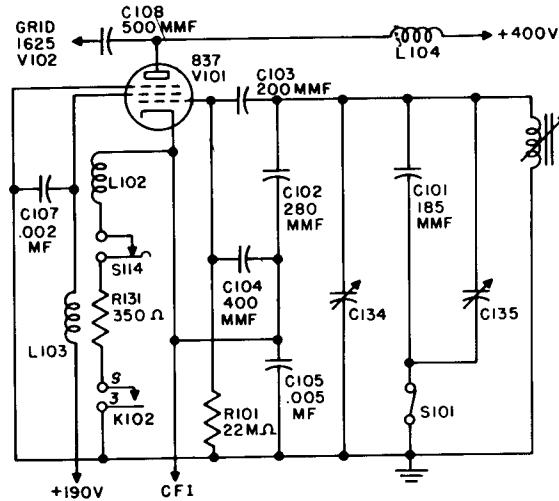 C108
500 MMF
GRID
1625
V102
+400V
L104
837
V101
C103
200 MMF
L102
C107
.002
MF
C102
280
MMF
C101
185
MMF
S114
C104
400
MMF
R131
350 Ω
C134
C135
L103
C105
.005
MF
S101
9
3
K102
R101
22MΩ
+190V
CFI